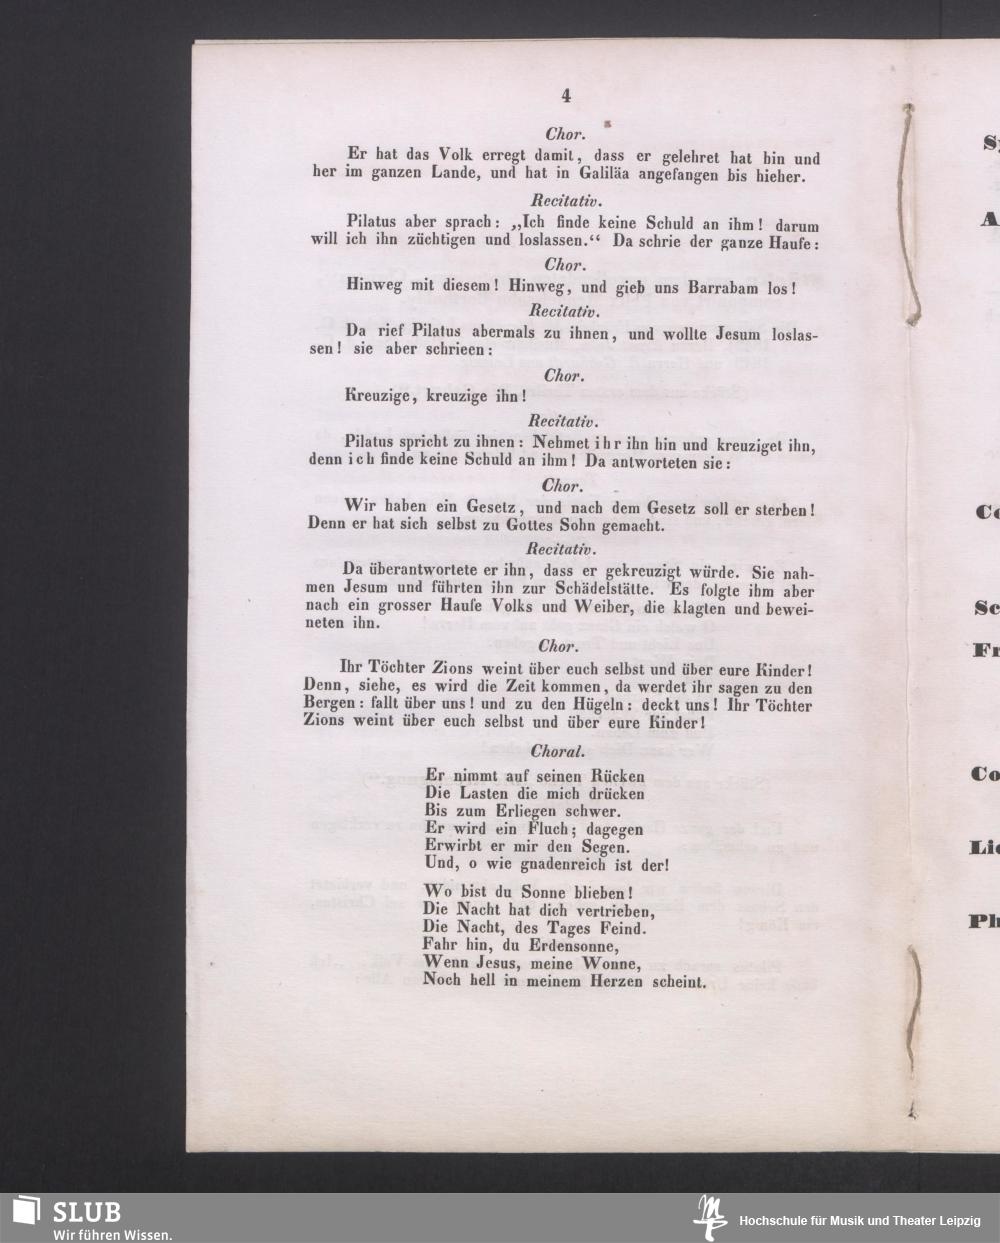 4
Chor.
Er hat das Volk erregt damit, dass er gelehret hat hin und
her im ganzen Lande, und hat in Galiläa angefangen bis hieher.
Recitativ.
Pilatus aber sprach: „Ich finde keine Schuld an ihm! darum
will ich ihn züchtigen und loslassen.“ Da schrie der ganze Haufe:
Chor.
Hinweg mit diesem! Hinweg, und gieb uns Barrabam los!
Recitativ.
Da rief Pilatus abermals zu ihnen, und wollte Jesum loslas-
sen! sie aber schrieen:
Chor.
Kreuzige, kreuzige ihn!
Recitativ.
Pilatus spricht zu ihnen: Nehmet ihr ihn hin und kreuziget ihn,
denn ich finde keine Schuld an ihm! Da antworteten sie:
Chor.
Wir haben ein Gesetz, und nach dem Gesetz soll er sterben!
Denn er hat sich selbst zu Gottes Sohn gemacht.
Recitativ.
Da überantwortete er ihn, dass er gekreuzigt würde. Sie nah-
men Jesum und führten ihn zur Schädelstätte. Es folgte ihm aber
nach ein grosser Haufe Volks und Weiber, die klagten und bewei-
neten ihn.
Chor.
Ihr Töchter Zions weint über euch selbst und über eure Kinder!
Denn, siehe, es wird die Zeit kommen, da werdet ihr sagen zu den
Bergen: fallt über uns! und zu den Hügeln: deckt uns! Ihr Töchter
Zions weint über euch selbst und über eure Kinder!
Choral.
Er nimmt auf seinen Rücken
Die Lasten die mich drücken
Bis zum Erliegen schwer.
Er wird ein Fluch; dagegen
Erwirbt er mir den Segen.
Und, o wie gnadenreich ist der!
Wo bist du Sonne blieben!
Die Nacht hat dich vertrieben,
Die Nacht, des Tages Feind.
Fahr hin, du Erdensonne,
Wenn Jesus, meine Wonne,
Noch hell in meinem Herzen scheint.
Co
Sc
Fr
Co
Lie
Ph
SLUB
Wir führen Wissen.
Hochschule für Musik und Theater Leipzig